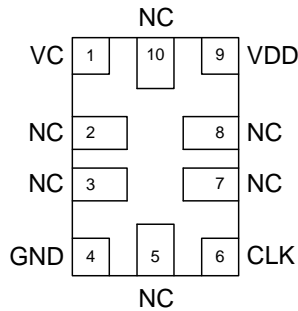 NC
VC 1 10 9 VDD
NC 2 8 NC
NC 3 7 NC
GND 4 5 6 CLK
NC